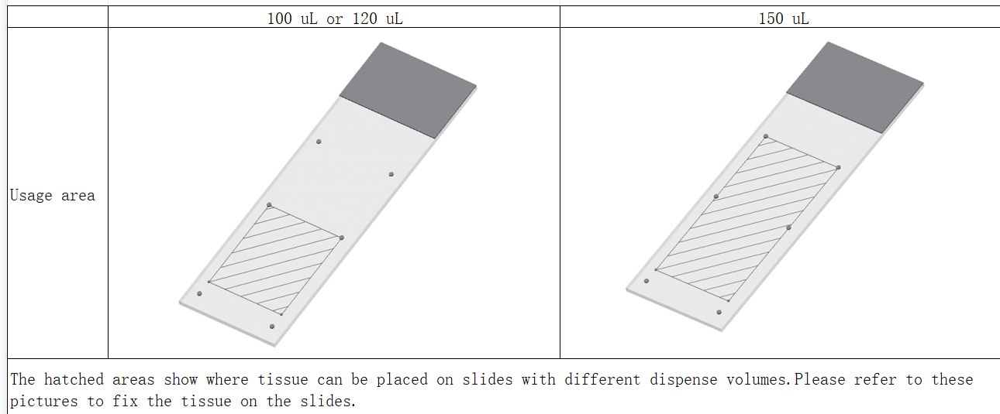 100 uL or 120 uL
150 uL
Usage area
The hatched areas show where tissue can be placed on slides with different dispense volumes.Please refer to these
pictures to fix the tissue on the slides.